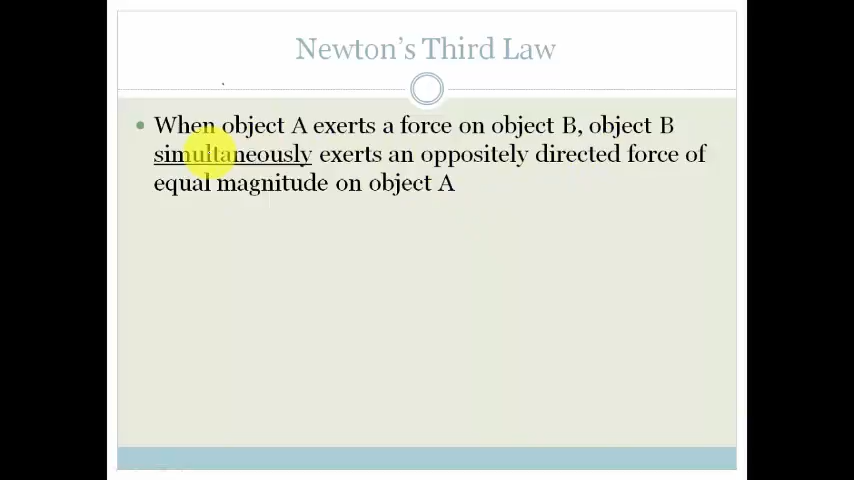 Newton's Third Law
• When object A exerts a force on object B, object B
simultaneously exerts an oppositely directed force of
equal magnitude on object A